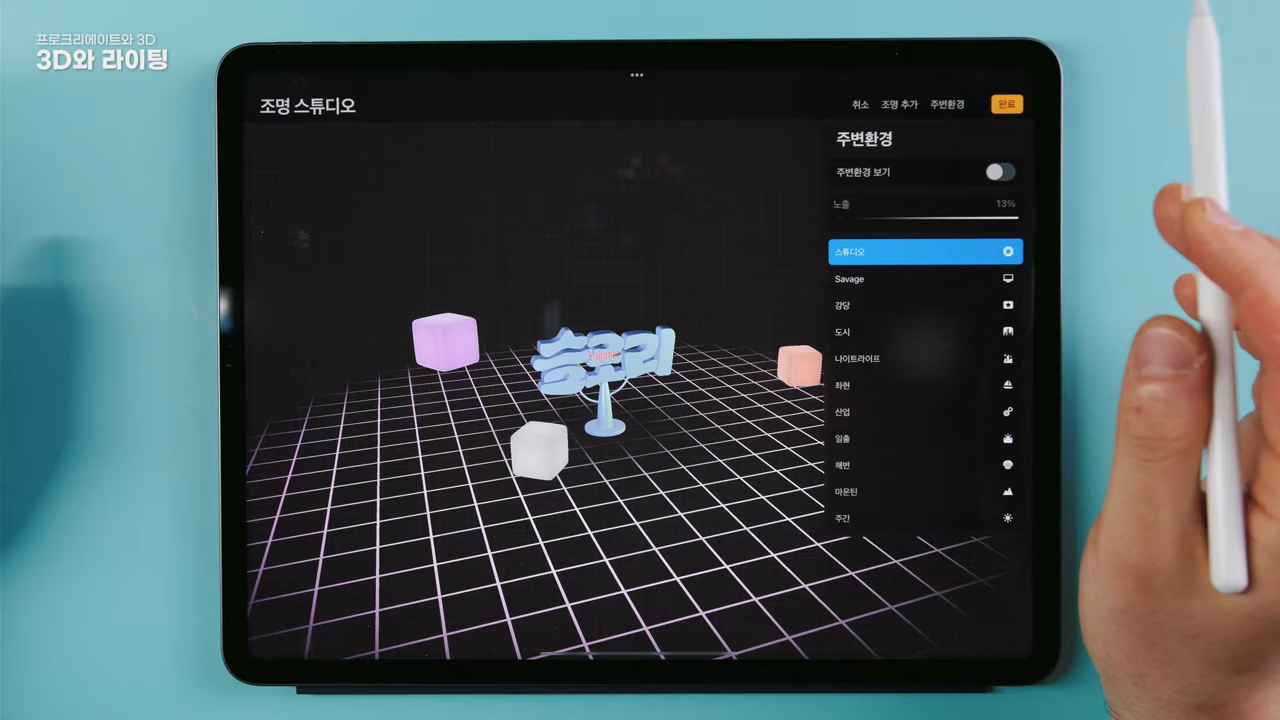 프로크리에이트와 3D
3D와 라이팅
조명 스튜디오
취소 조명 추가 주변환경 완료
주변환경
주변환경 보기
노출 13%
스튜디오
Savage
강당
도시
나이트라이프
좌현
산업
일출
해변
마운틴
주간